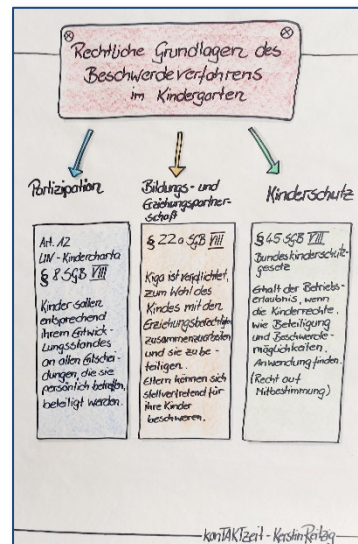 Rechtliche Grundlagen des
Beschwerdeverfahrens
im Kindergarten
Partizipation
Art. 12
UN-Kindercharta
§ 8 SGB VIII
Kinder sollen
entsprechend
ihrem Entwick-
lungsstandes
an allen Entschei-
dungen, die sie
persönlich betreffen,
beteiligt werden.
Bildungs- und
Erziehungspartner-
schaft
§ 22a SGB VIII
Kiga ist verpflichtet,
zum Wohl des
Kindes mit den
Erziehungsberechtigten
zusammenzuarbeiten
und sie zu be-
teiligen.
Eltern können sich
stellvertretend für
ihre Kinder
beschweren.
Kinderschutz
§ 45 SGB VIII
Bundeskinderschutz-
gesetz
Erhalt der Betriebs-
erlaubnis, wenn
die Kinderrechte,
wie Beteiligung
und Beschwerde-
möglichkeiten,
Anwendung finden.
(Recht auf
Mitbestimmung)
konTAKTzeit - Kerstin Reitzig